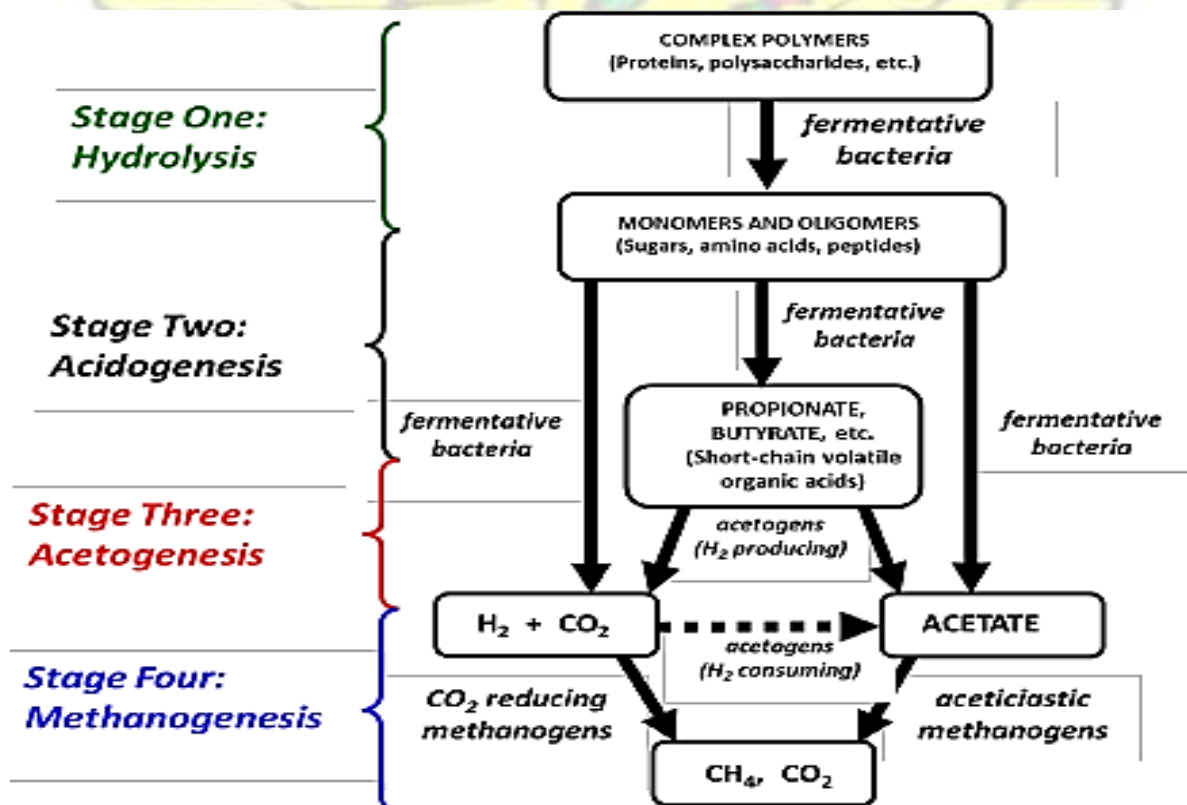 COMPLEX POLYMERS
(Proteins, polysaccharides, etc.)
Stage One:
Hydrolysis
fermentative
bacteria
MONOMERS AND OLIGOMERS
(Sugars, amino acids, peptides)
Stage Two:
Acidogenesis
fermentative
bacteria
PROPIONATE,
BUTYRATE, etc.
(Short-chain volatile
organic acids)
fermentative
bacteria
fermentative
bacteria
Stage Three:
Acetogenesis
acetogens
(H₂ producing)
H₂ + CO₂
ACETATE
acetogens
(H₂ consuming)
Stage Four:
Methanogenesis
CO₂ reducing
methanogens
aceticlastic
methanogens
CH₄, CO₂